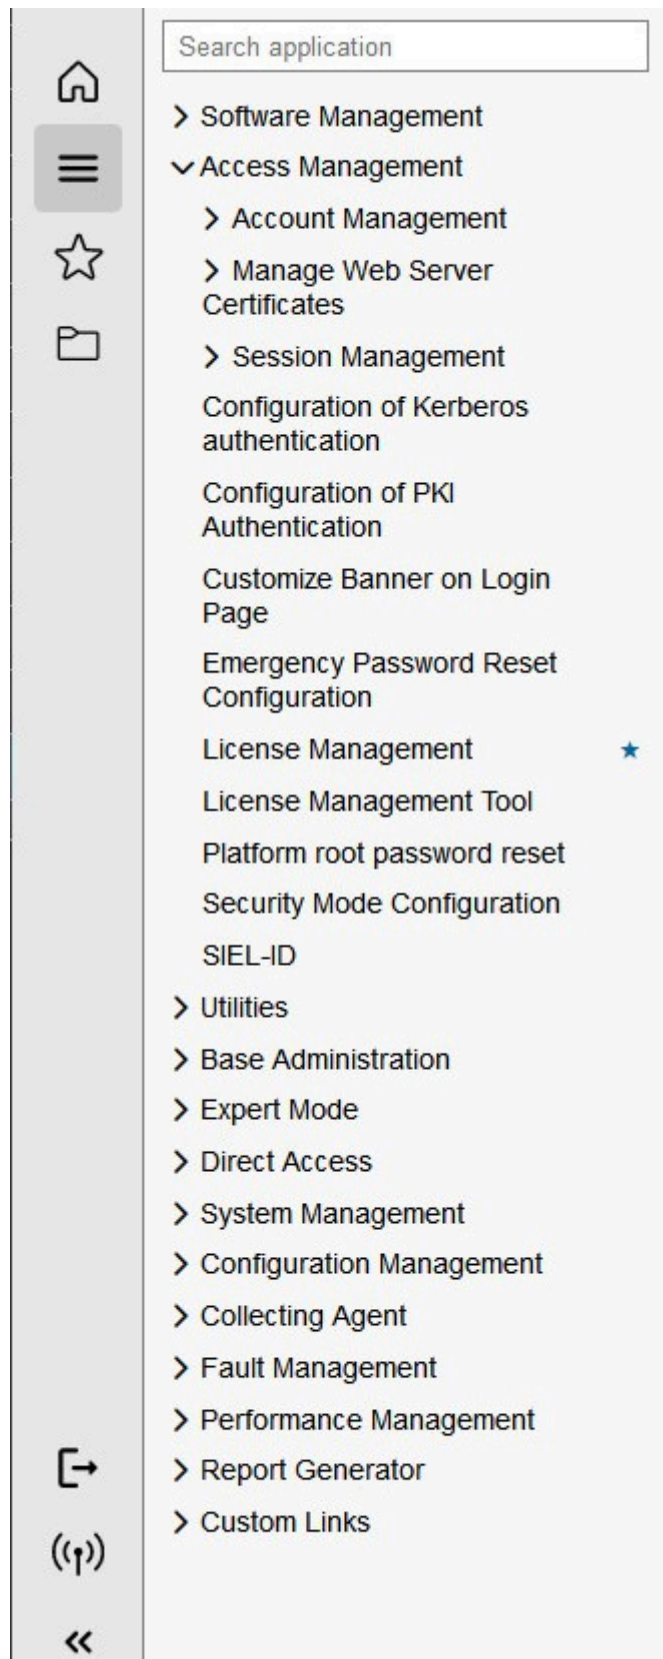 Search application
Software Management
Access Management
Account Management
Manage Web Server
Certificates
Session Management
Configuration of Kerberos
authentication
Configuration of PKI
Authentication
Customize Banner on Login
Page
Emergency Password Reset
Configuration
License Management
License Management Tool
Platform root password reset
Security Mode Configuration
SIEL-ID
Utilities
Base Administration
Expert Mode
Direct Access
System Management
Configuration Management
Collecting Agent
Fault Management
Performance Management
Report Generator
Custom Links